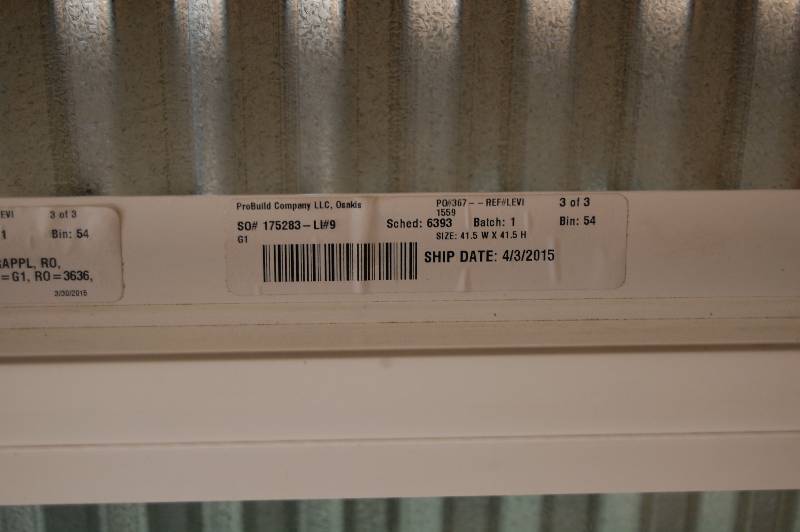 EVI 3 of 3
1 Bin: 54
RAPPL, RO,
=G1, RO=3636,
3/30/2015
ProBuild Company LLC, Osakis PO#367--REF#LEVI 3 of 3
1559
SO# 175283-LI#9 Sched: 6393 Batch: 1 Bin: 54
G1 SIZE: 41.5 W X 41.5 H
SHIP DATE: 4/3/2015